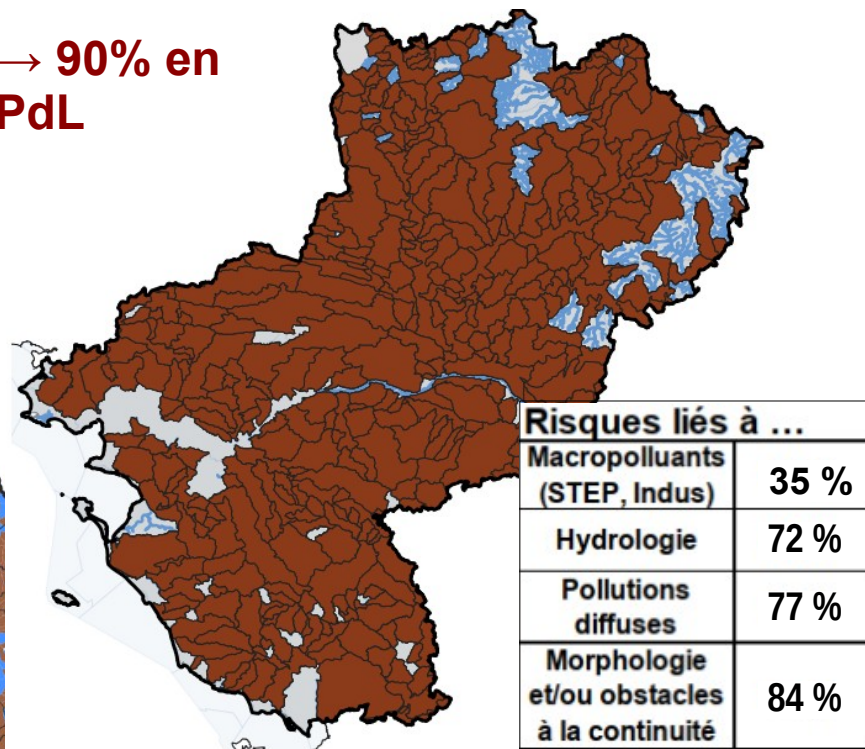 → 90% en
PdL
Risques liés à ...
Macropolluants
(STEP, Indus)
35 %
Hydrologie
72 %
Pollutions
diffuses
77 %
Morphologie
et/ou obstacles
à la continuité
84 %